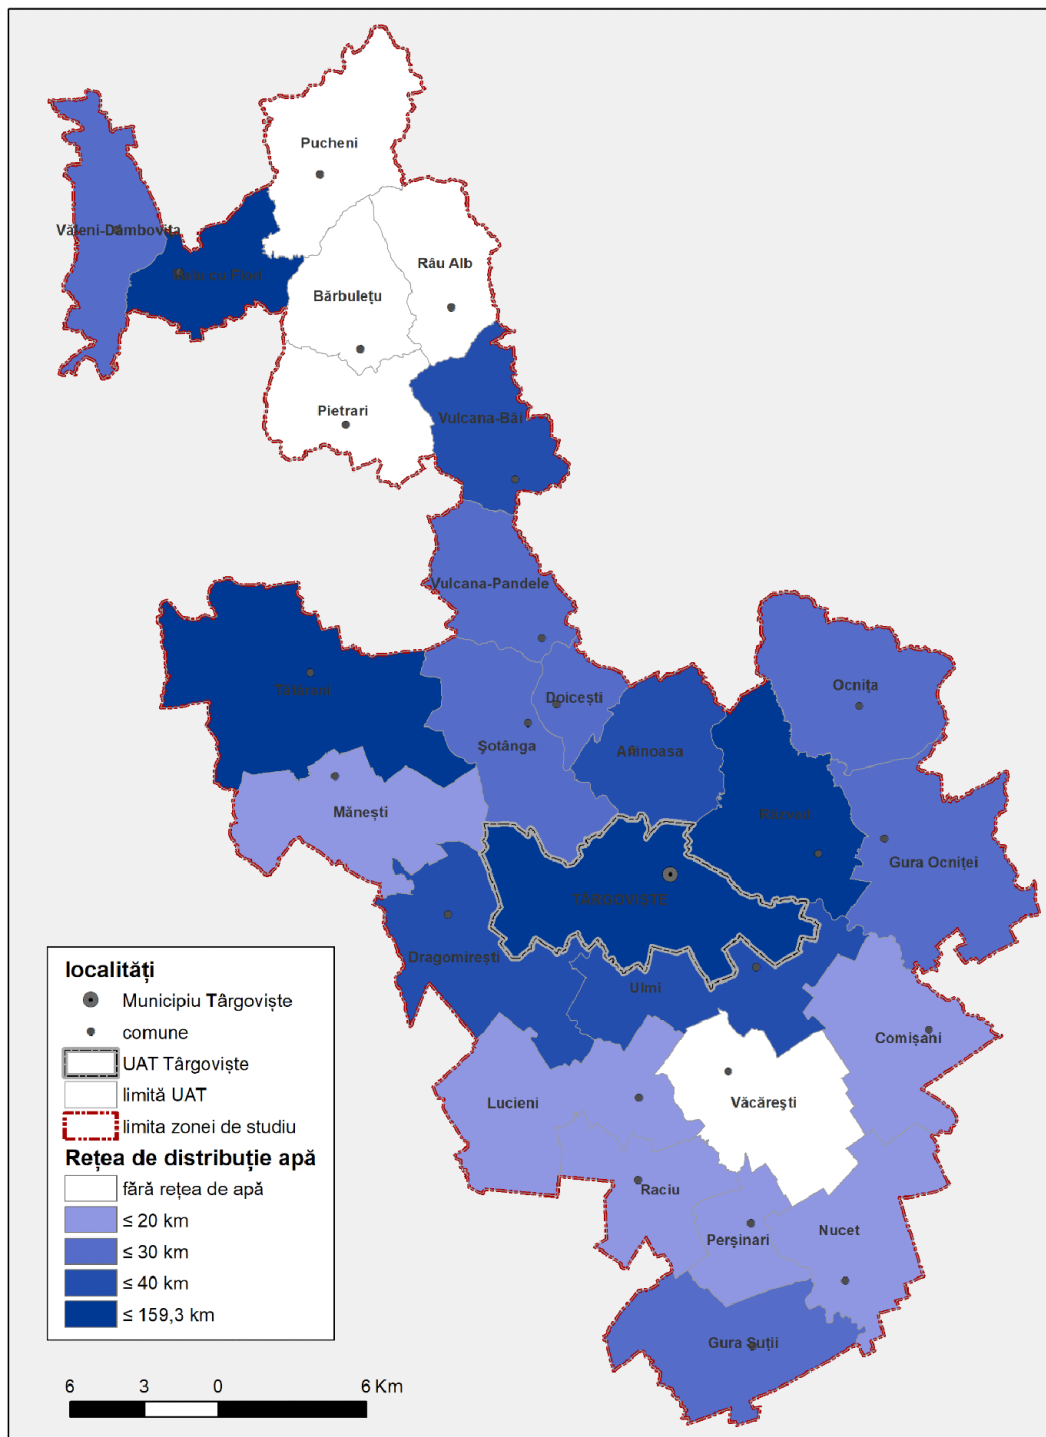 Pucheni
Văleni-Dâmbovița
Râu Alb
Râu Alb
Bărbulețu
Pietrari
Vulcana-Băi
Vulcana-Pandele
Ocnița
Tătărani
Doicești
Șotânga
Aninoasa
Răzvad
Mănești
Gura Ocniței
TÂRGOVIȘTE
Dragomirești
Ulmi
Comișani
Lucieni
Văcărești
Raciu
Nucet
Perșinari
Gura Șuții
localități
Municipiu Târgoviște
comune
UAT Târgoviște
limită UAT
limita zonei de studiu
Rețea de distribuție apă
fără rețea de apă
≤ 20 km
≤ 30 km
≤ 40 km
≤ 159,3 km
6 3 0 6 Km